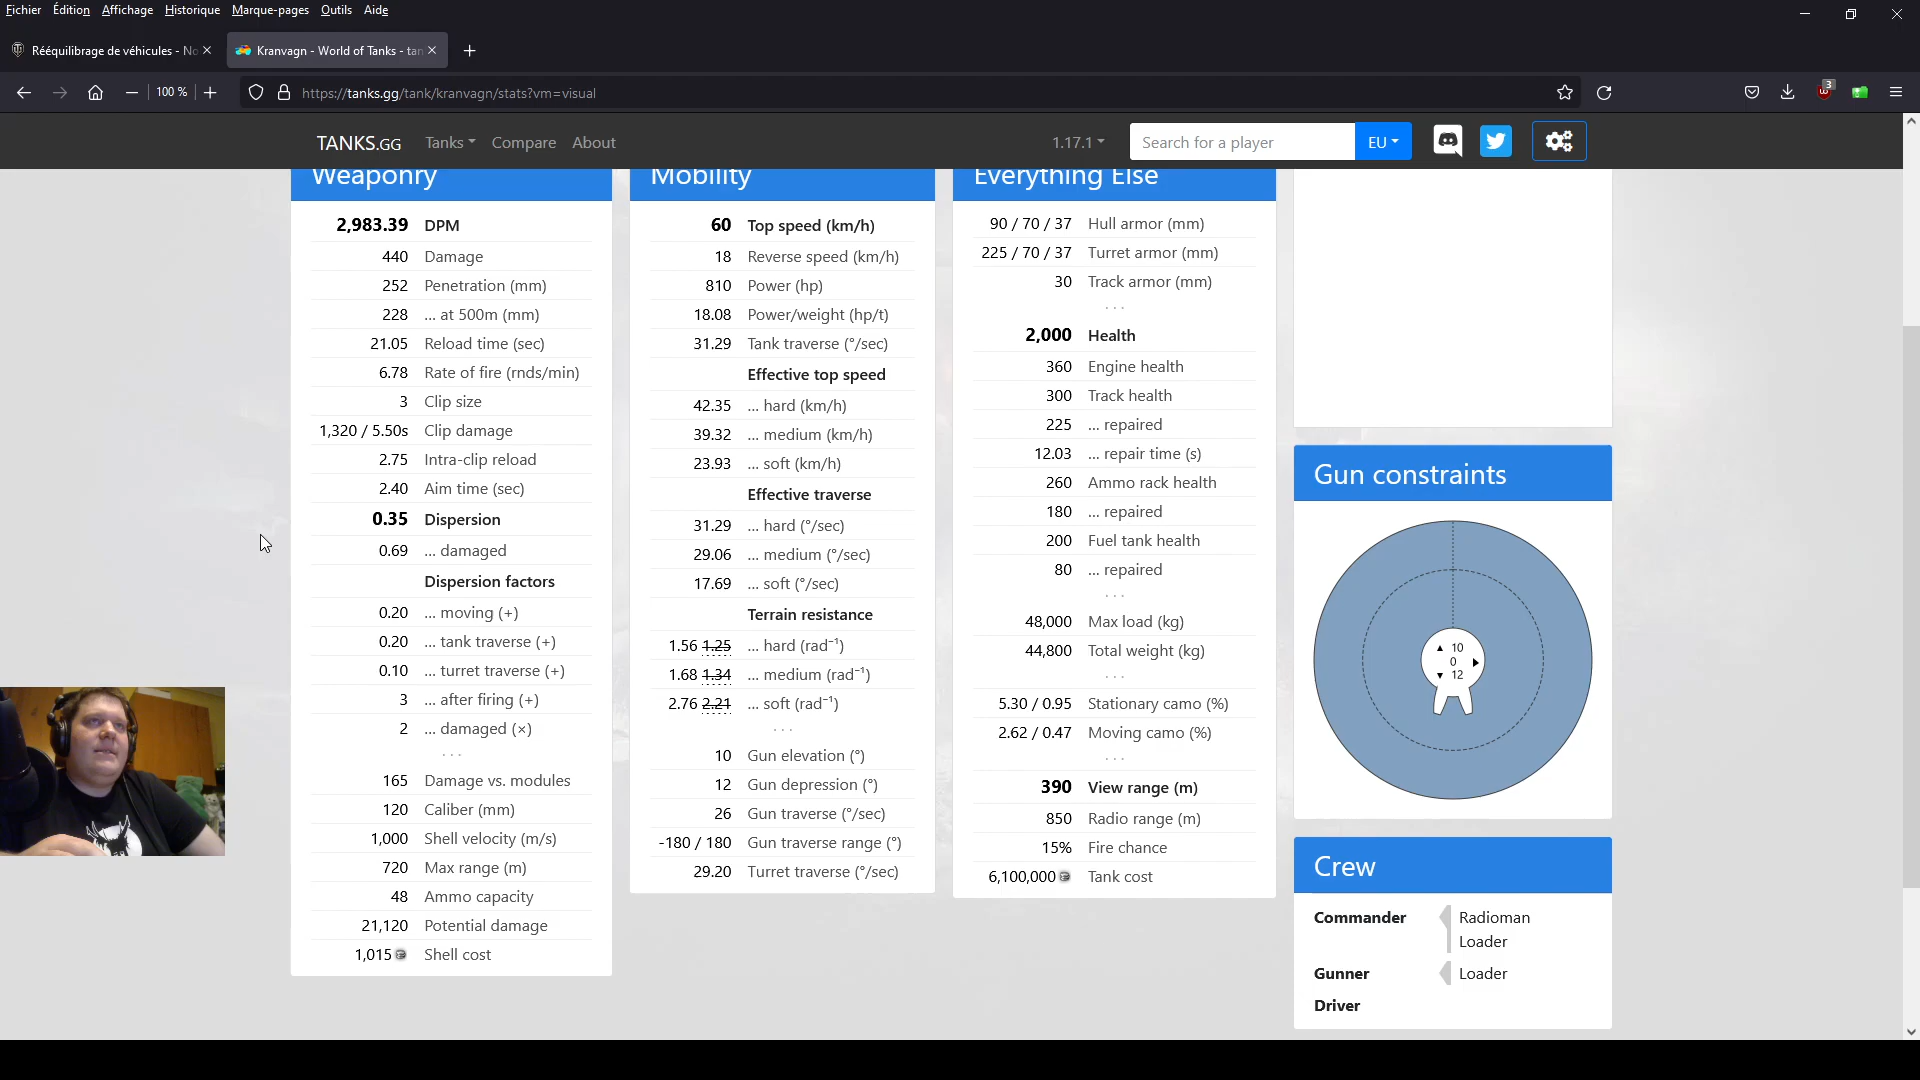 Fichier Édition Affichage Historique Marque-pages Outils Aide
Rééquilibrage de véhicules - No
Kranvagn - World of Tanks - tan
100 %
https://tanks.gg/tank/kranvagn/stats?vm=visual
3
TANKS.GG Tanks Compare About 1.17.1 Search for a player EU
Weaponry
2,983.39 DPM
440 Damage
252 Penetration (mm)
228 ... at 500m (mm)
21.05 Reload time (sec)
6.78 Rate of fire (rnds/min)
3 Clip size
1,320 / 5.50s Clip damage
2.75 Intra-clip reload
2.40 Aim time (sec)
0.35 Dispersion
0.69 ... damaged
Dispersion factors
0.20 ... moving (+)
0.20 ... tank traverse (+)
0.10 ... turret traverse (+)
3 ... after firing (+)
2 ... damaged (×)
...
165 Damage vs. modules
120 Caliber (mm)
1,000 Shell velocity (m/s)
720 Max range (m)
48 Ammo capacity
21,120 Potential damage
1,015 Shell cost
Mobility
60 Top speed (km/h)
18 Reverse speed (km/h)
810 Power (hp)
18.08 Power/weight (hp/t)
31.29 Tank traverse (°/sec)
Effective top speed
42.35 ... hard (km/h)
39.32 ... medium (km/h)
23.93 ... soft (km/h)
Effective traverse
31.29 ... hard (°/sec)
29.06 ... medium (°/sec)
17.69 ... soft (°/sec)
Terrain resistance
1.56 1.25 ... hard (rad⁻¹)
1.68 1.34 ... medium (rad⁻¹)
2.76 2.21 ... soft (rad⁻¹)
...
10 Gun elevation (°)
12 Gun depression (°)
26 Gun traverse (°/sec)
-180 / 180 Gun traverse range (°)
29.20 Turret traverse (°/sec)
Everything Else
90 / 70 / 37 Hull armor (mm)
225 / 70 / 37 Turret armor (mm)
30 Track armor (mm)
...
2,000 Health
360 Engine health
300 Track health
225 ... repaired
12.03 ... repair time (s)
260 Ammo rack health
180 ... repaired
200 Fuel tank health
80 ... repaired
...
48,000 Max load (kg)
44,800 Total weight (kg)
...
5.30 / 0.95 Stationary camo (%)
2.62 / 0.47 Moving camo (%)
...
390 View range (m)
850 Radio range (m)
15% Fire chance
6,100,000 Tank cost
Gun constraints
▲ 10
0 ▶
▼ 12
Crew
Commander Radioman
Loader
Gunner Loader
Driver